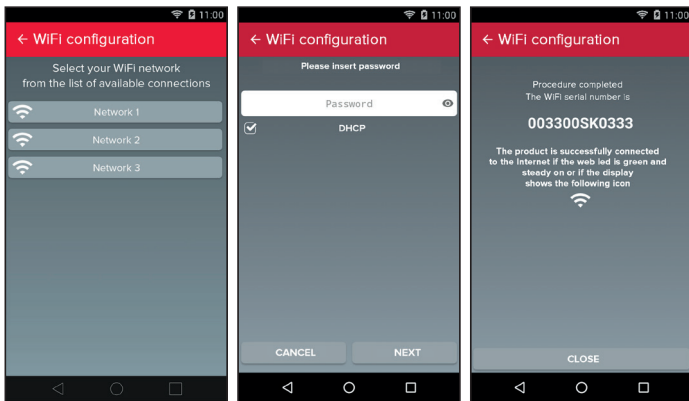 11:00
← WiFi configuration
Select your WiFi network
from the list of available connections
Network 1
Network 2
Network 3
11:00
← WiFi configuration
Please insert password
Password
DHCP
CANCEL NEXT
11:00
← WiFi configuration
Procedure completed
The WiFi serial number is
003300SK0333
The product is successfully connected
to the Internet if the web led is green and
steady on or if the display
shows the following icon
CLOSE